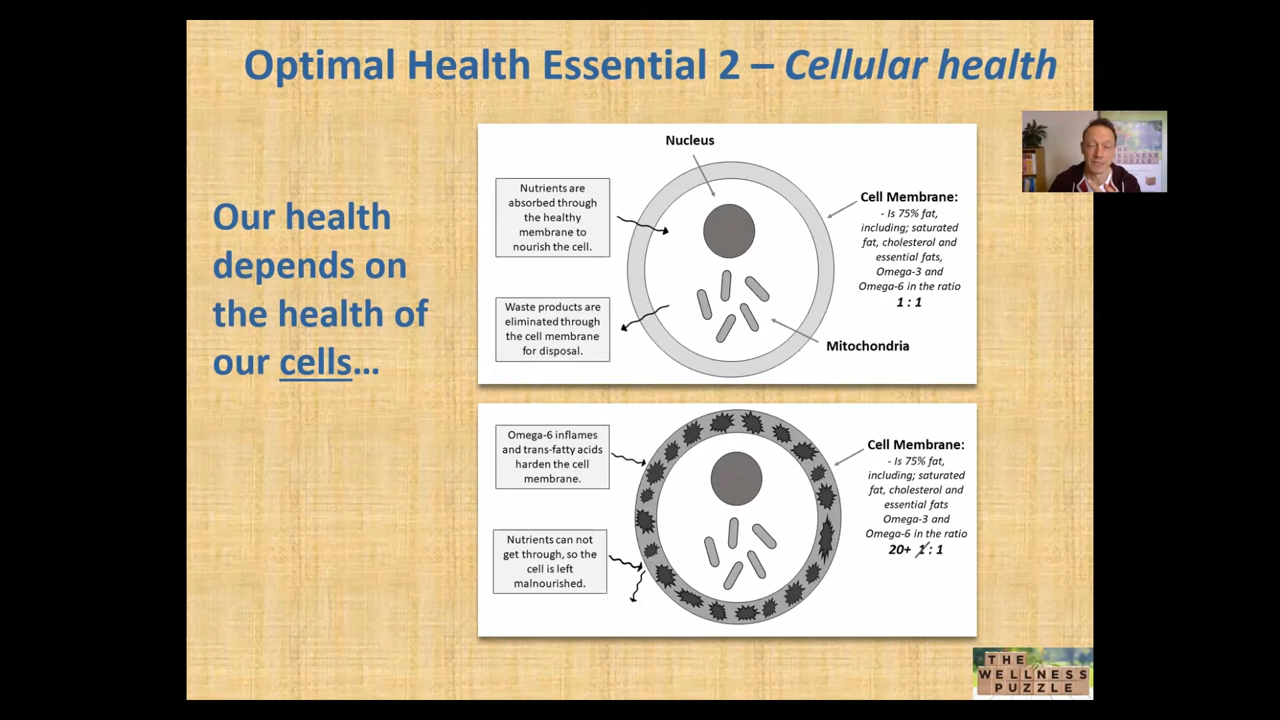 Optimal Health Essential 2 – Cellular health
Our health
depends on
the health of
our cells...
Nucleus
Nutrients are
absorbed through
the healthy
membrane to
nourish the cell.
Waste products are
eliminated through
the cell membrane
for disposal.
Cell Membrane:
- Is 75% fat,
including; saturated
fat, cholesterol and
essential fats,
Omega-3 and
Omega-6 in the ratio
1 : 1
Mitochondria
Omega-6 inflames
and trans-fatty acids
harden the cell
membrane.
Nutrients can not
get through, so the
cell is left
malnourished.
Cell Membrane:
- Is 75% fat,
including; saturated
fat, cholesterol and
essential fats
Omega-3 and
Omega-6 in the ratio
20+ 1 : 1
THE
WELLNESS
PUZZLE
THE
WELLNESS
PUZZLE